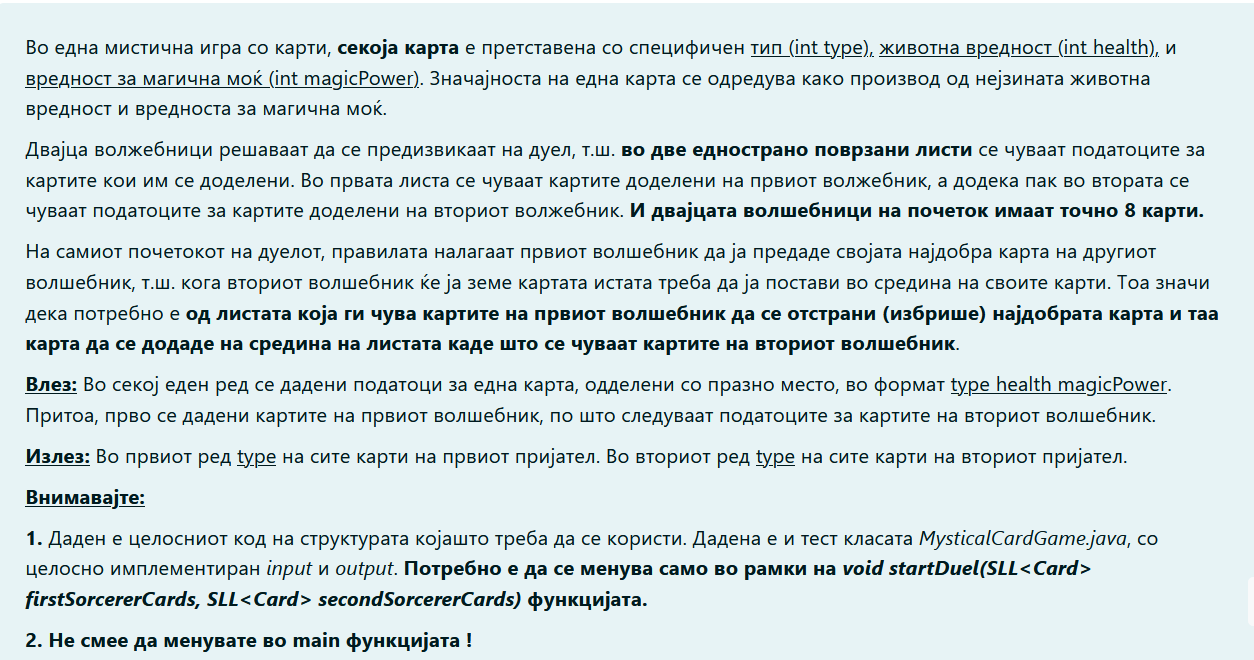 Во една мистична игра со карти, секоја карта е претставена со специфичен тип (int type), животна вредност (int health), и
вредност за магична моќ (int magicPower). Значајноста на една карта се одредува како производ од нејзината животна
вредност и вредноста за магична моќ.
Двајца волжебници решаваат да се предизвикаат на дуел, т.ш. во две еднострано поврзани листи се чуваат податоците за
картите кои им се доделени. Во првата листа се чуваат картите доделени на првиот волжебник, а додека пак во втората се
чуваат податоците за картите доделени на вториот волжебник. И двајцата волшебници на почеток имаат точно 8 карти.
На самиот почетокот на дуелот, правилата налагаат првиот волшебник да ја предаде својата најдобра карта на другиот
волшебник, т.ш. кога вториот волшебник ќе ја земе картата истата треба да ја постави во средина на своите карти. Тоа значи
дека потребно е од листата која ги чува картите на првиот волшебник да се отстрани (избрише) најдобрата карта и таа
карта да се додаде на средина на листата каде што се чуваат картите на вториот волшебник.
Влез: Во секој еден ред се дадени податоци за една карта, одделени со празно место, во формат type health magicPower.
Притоа, прво се дадени картите на првиот волшебник, по што следуваат податоците за картите на вториот волшебник.
Излез: Во првиот ред type на сите карти на првиот пријател. Во вториот ред type на сите карти на вториот пријател.
Внимавајте:
1. Даден е целосниот код на структурата којашто треба да се користи. Дадена е и тест класата MysticalCardGame.java, со
целосно имплементиран input и output. Потребно е да се менува само во рамки на void startDuel(SLL<Card>
firstSorcererCards, SLL<Card> secondSorcererCards) функцијата.
2. Не смее да менувате во main функцијата !